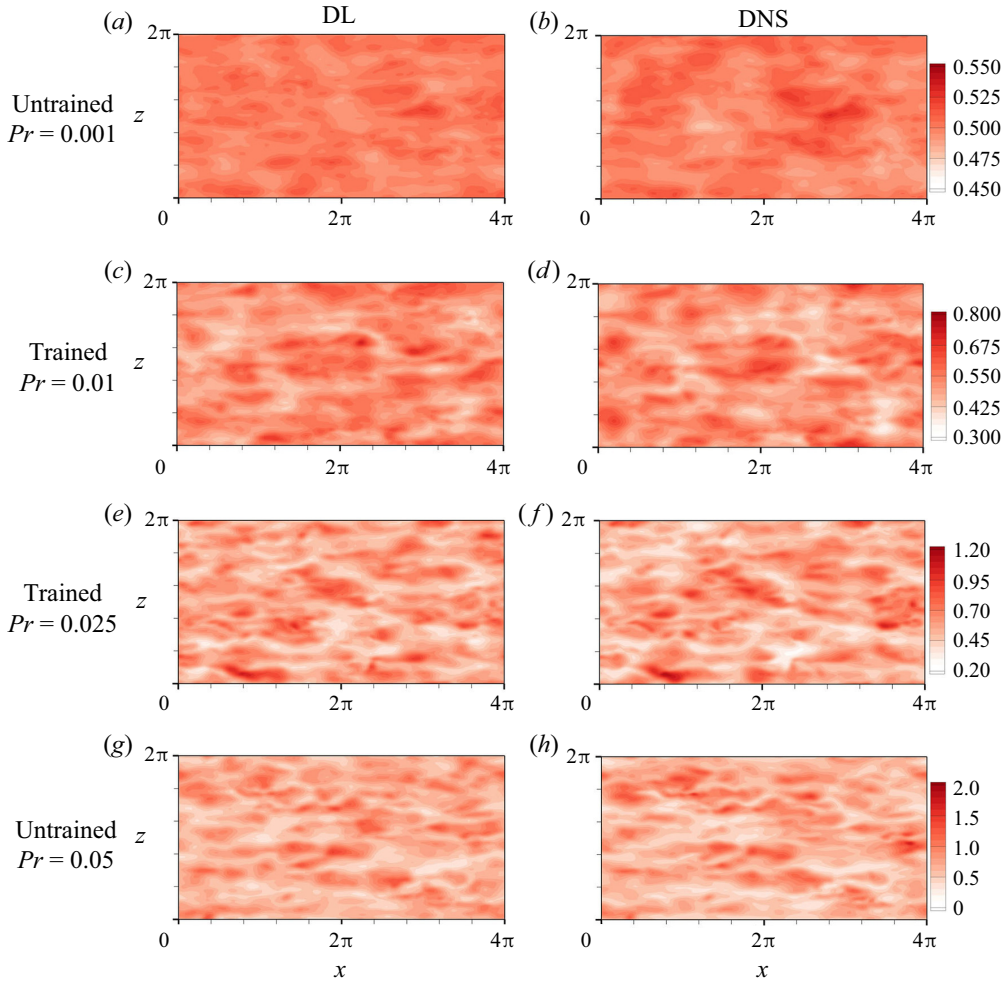 DL
DNS
(a)
(b)
2π
2π
0.550
0.525
0.500
0.475
0.450
Untrained
Pr = 0.001
z
0
2π
4π
0
2π
4π
(c)
(d)
2π
2π
0.800
0.675
0.550
0.425
0.300
Trained
Pr = 0.01
z
0
2π
4π
0
2π
4π
(e)
(f)
2π
2π
1.20
0.95
0.70
0.45
0.20
Trained
Pr = 0.025
z
0
2π
4π
0
2π
4π
(g)
(h)
2π
2π
2.0
1.5
1.0
0.5
0
Untrained
Pr = 0.05
z
0
2π
4π
0
2π
4π
x
x